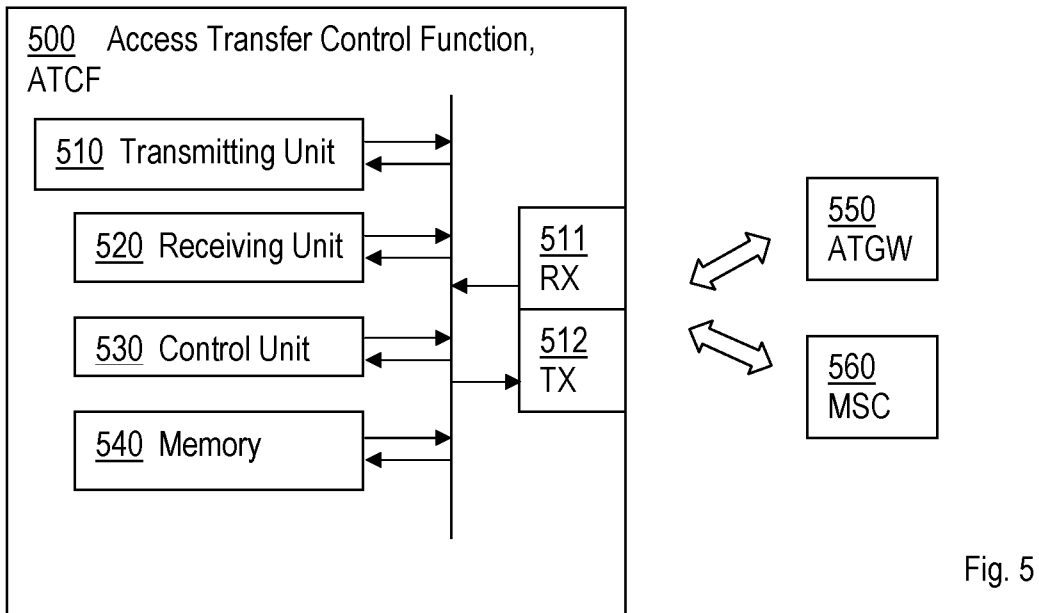 500 Access Transfer Control Function,
ATCF
510 Transmitting Unit
520 Receiving Unit
530 Control Unit
540 Memory
511
RX
512
TX
550
ATGW
560
MSC
Fig. 5